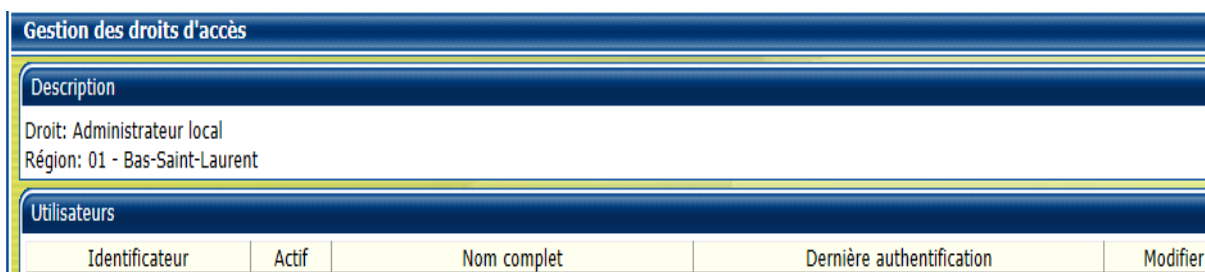 Gestion des droits d'accès
Description
Droit: Administrateur local
Région: 01 - Bas-Saint-Laurent
Utilisateurs
Identificateur Actif Nom complet Dernière authentification Modifier